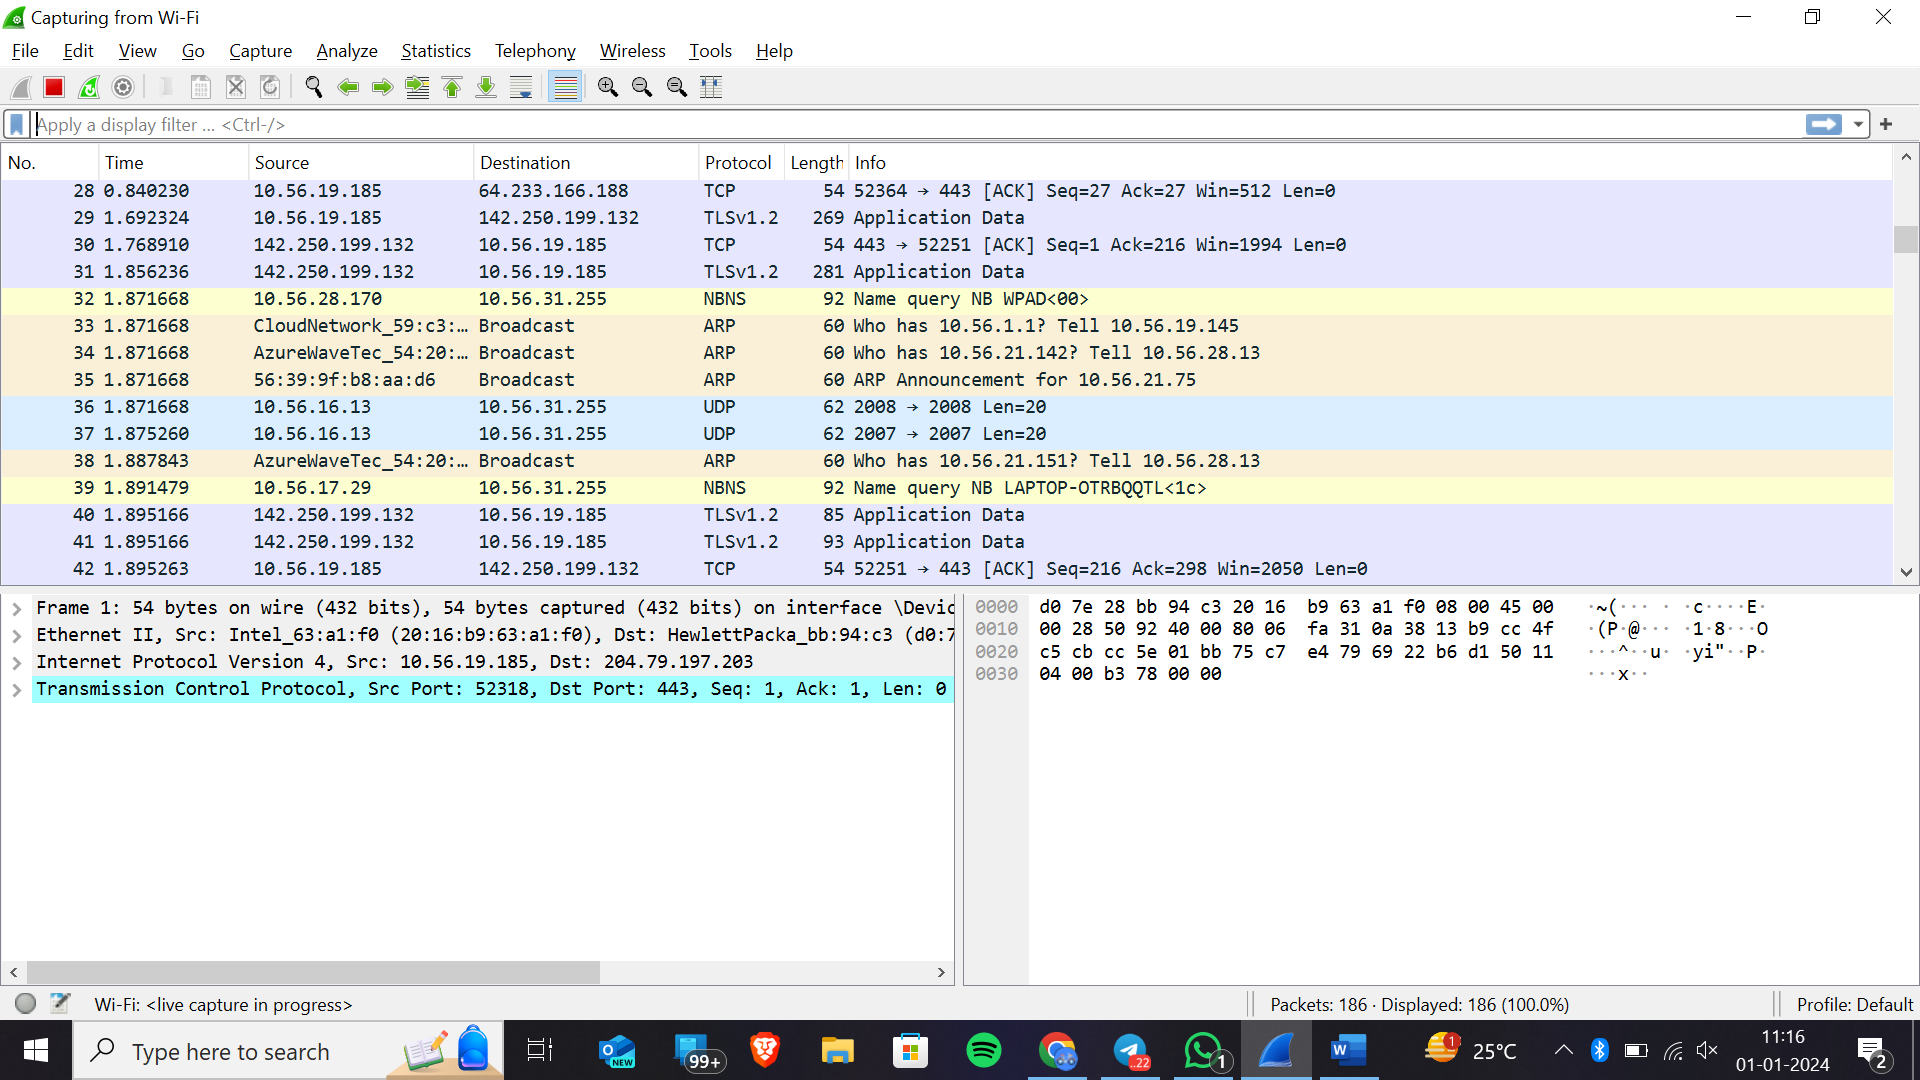 Capturing from Wi-Fi
File Edit View Go Capture Analyze Statistics Telephony Wireless Tools Help
Apply a display filter ... <Ctrl-/>
No. Time Source Destination Protocol Length Info
28 0.840230 10.56.19.185 64.233.166.188 TCP 54 52364 → 443 [ACK] Seq=27 Ack=27 Win=512 Len=0
29 1.692324 10.56.19.185 142.250.199.132 TLSv1.2 269 Application Data
30 1.768910 142.250.199.132 10.56.19.185 TCP 54 443 → 52251 [ACK] Seq=1 Ack=216 Win=1994 Len=0
31 1.856236 142.250.199.132 10.56.19.185 TLSv1.2 281 Application Data
32 1.871668 10.56.28.170 10.56.31.255 NBNS 92 Name query NB WPAD<00>
33 1.871668 CloudNetwork_59:c3:… Broadcast ARP 60 Who has 10.56.1.1? Tell 10.56.19.145
34 1.871668 AzureWaveTec_54:20:… Broadcast ARP 60 Who has 10.56.21.142? Tell 10.56.28.13
35 1.871668 56:39:9f:b8:aa:d6 Broadcast ARP 60 ARP Announcement for 10.56.21.75
36 1.871668 10.56.16.13 10.56.31.255 UDP 62 2008 → 2008 Len=20
37 1.875260 10.56.16.13 10.56.31.255 UDP 62 2007 → 2007 Len=20
38 1.887843 AzureWaveTec_54:20:… Broadcast ARP 60 Who has 10.56.21.151? Tell 10.56.28.13
39 1.891479 10.56.17.29 10.56.31.255 NBNS 92 Name query NB LAPTOP-OTRBQQTL<1c>
40 1.895166 142.250.199.132 10.56.19.185 TLSv1.2 85 Application Data
41 1.895166 142.250.199.132 10.56.19.185 TLSv1.2 93 Application Data
42 1.895263 10.56.19.185 142.250.199.132 TCP 54 52251 → 443 [ACK] Seq=216 Ack=298 Win=2050 Len=0
Frame 1: 54 bytes on wire (432 bits), 54 bytes captured (432 bits) on interface \Devic
Ethernet II, Src: Intel_63:a1:f0 (20:16:b9:63:a1:f0), Dst: HewlettPacka_bb:94:c3 (d0:7
Internet Protocol Version 4, Src: 10.56.19.185, Dst: 204.79.197.203
Transmission Control Protocol, Src Port: 52318, Dst Port: 443, Seq: 1, Ack: 1, Len: 0
0000 d0 7e 28 bb 94 c3 20 16 b9 63 a1 f0 08 00 45 00 ·~(··· · ·c····E·
0010 00 28 50 92 40 00 80 06 fa 31 0a 38 13 b9 cc 4f ·(P·@··· ·1·8···O
0020 c5 cb cc 5e 01 bb 75 c7 e4 79 69 22 b6 d1 50 11 ···^··u· ·yi"··P·
0030 04 00 b3 78 00 00 ···x··
Wi-Fi: <live capture in progress>
Packets: 186 · Displayed: 186 (100.0%)
Profile: Default
Type here to search
NEW
99+
..22
1
W
1
25°C
11:16
01-01-2024
2